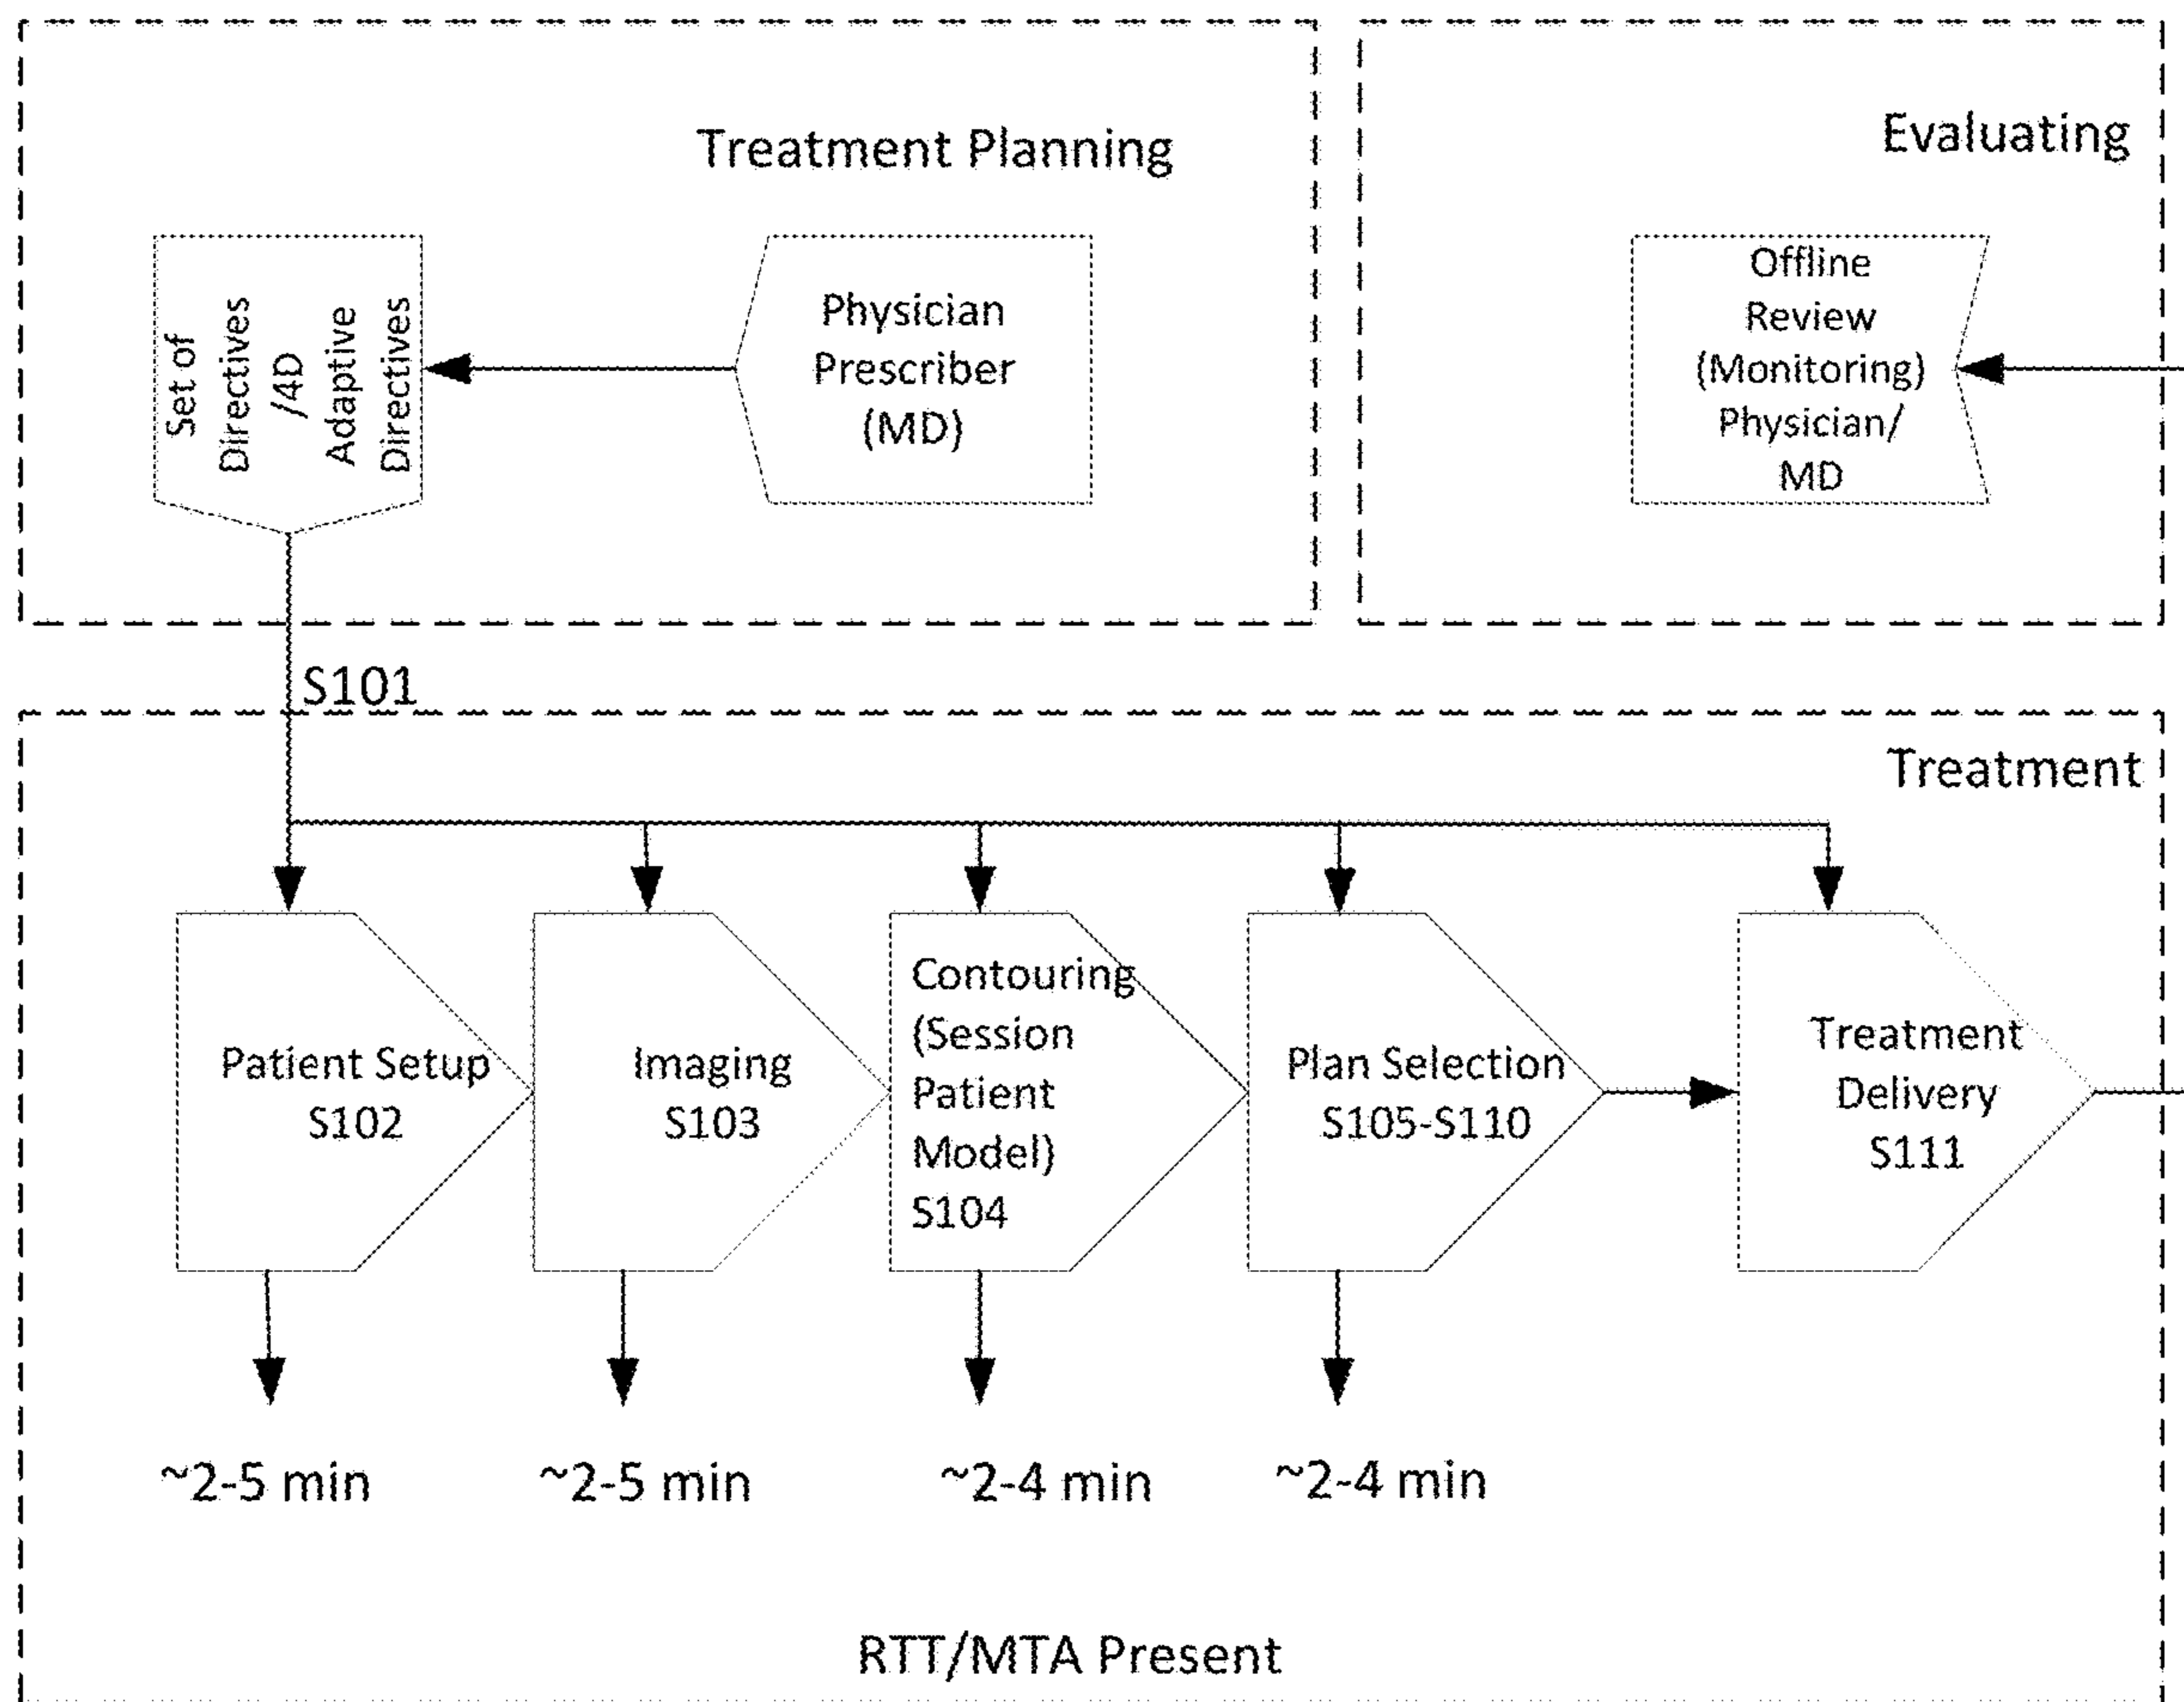 Treatment Planning
Set of
Directives
/4D
Adaptive
Directives
Physician
Prescriber
(MD)
Evaluating
Offline
Review
(Monitoring)
Physician/
MD
S101
Treatment
Patient Setup
S102
Imaging
S103
Contouring
(Session
Patient
Model)
S104
Plan Selection
S105-S110
Treatment
Delivery
S111
~2-5 min
~2-5 min
~2-4 min
~2-4 min
RTT/MTA Present